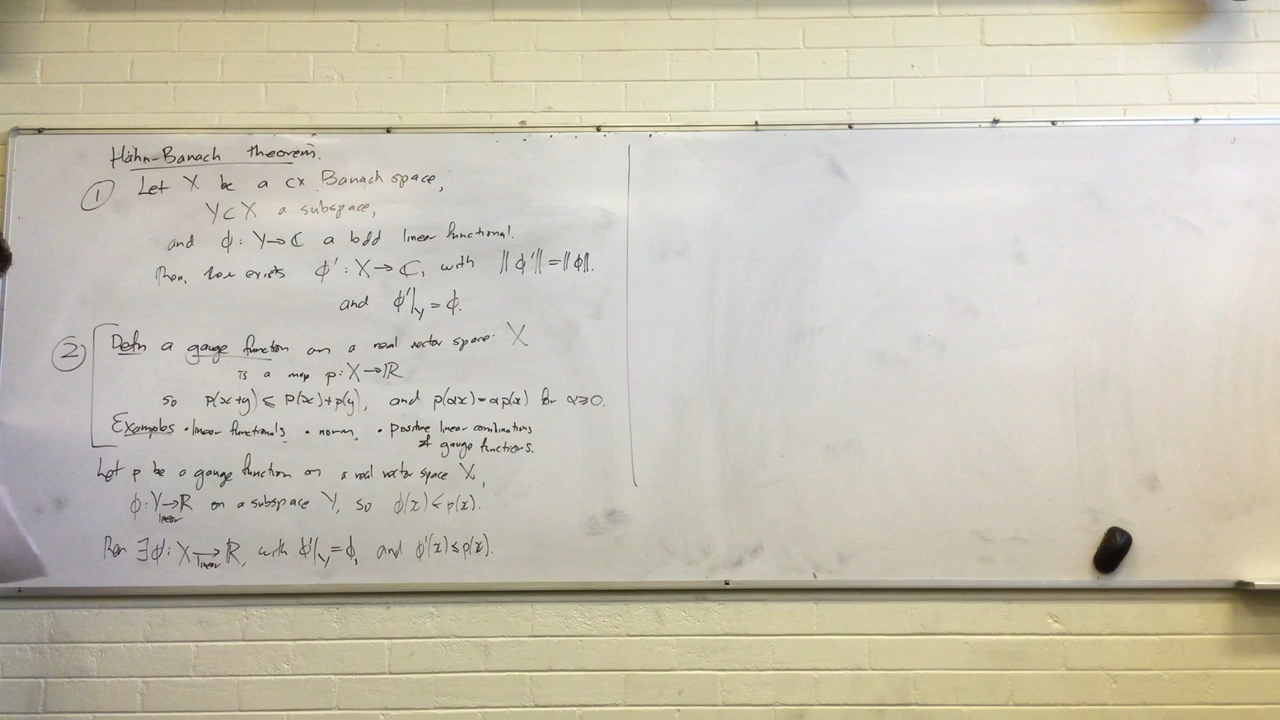 Hahn-Banach theorem.
① Let X be a cx Banach space,
Y⊂X a subspace,
and ϕ: Y→ℂ a bdd linear functional.
Then, there exists ϕ': X→ℂ, with ||ϕ'||=||ϕ||.
and ϕ'|_Y = ϕ.
② Defn a gauge function on a real vector space X
is a map p: X→ℝ
so p(x+y) ≤ p(x)+p(y), and p(αx)=αp(x) for α≥0.
Examples • linear functionals • norm, • positive linear combinations
of gauge functions.
Let p be a gauge function on a real vector space X,
ϕ: Y→ℝ on a subspace Y, so ϕ(x) ≤ p(x).
linear
Then ∃ϕ': X→ℝ, with ϕ'|_Y = ϕ, and ϕ'(x) ≤ p(x).
linear